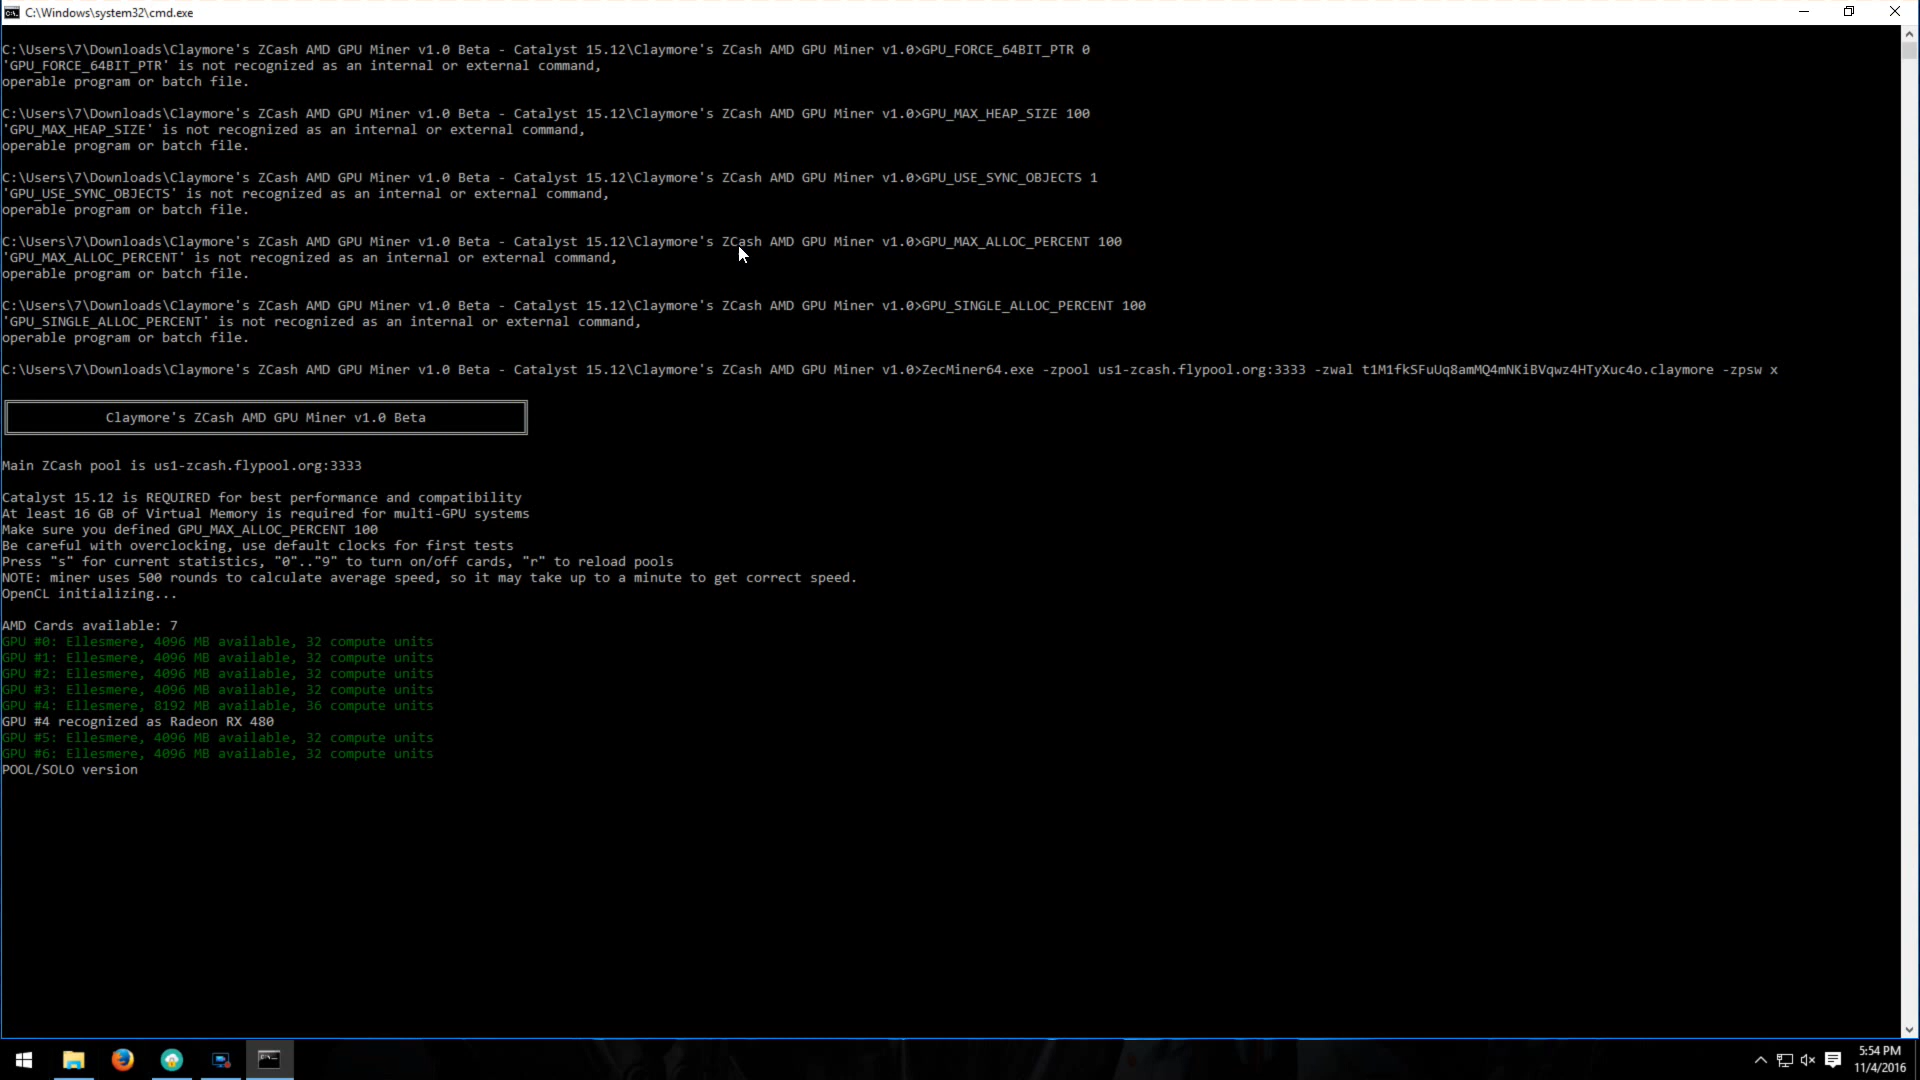 C:\Windows\system32\cmd.exe
C:\Users\7\Downloads\Claymore's ZCash AMD GPU Miner v1.0 Beta - Catalyst 15.12\Claymore's ZCash AMD GPU Miner v1.0>GPU_FORCE_64BIT_PTR 0
'GPU_FORCE_64BIT_PTR' is not recognized as an internal or external command,
operable program or batch file.
C:\Users\7\Downloads\Claymore's ZCash AMD GPU Miner v1.0 Beta - Catalyst 15.12\Claymore's ZCash AMD GPU Miner v1.0>GPU_MAX_HEAP_SIZE 100
'GPU_MAX_HEAP_SIZE' is not recognized as an internal or external command,
operable program or batch file.
C:\Users\7\Downloads\Claymore's ZCash AMD GPU Miner v1.0 Beta - Catalyst 15.12\Claymore's ZCash AMD GPU Miner v1.0>GPU_USE_SYNC_OBJECTS 1
'GPU_USE_SYNC_OBJECTS' is not recognized as an internal or external command,
operable program or batch file.
C:\Users\7\Downloads\Claymore's ZCash AMD GPU Miner v1.0 Beta - Catalyst 15.12\Claymore's ZCash AMD GPU Miner v1.0>GPU_MAX_ALLOC_PERCENT 100
'GPU_MAX_ALLOC_PERCENT' is not recognized as an internal or external command,
operable program or batch file.
C:\Users\7\Downloads\Claymore's ZCash AMD GPU Miner v1.0 Beta - Catalyst 15.12\Claymore's ZCash AMD GPU Miner v1.0>GPU_SINGLE_ALLOC_PERCENT 100
'GPU_SINGLE_ALLOC_PERCENT' is not recognized as an internal or external command,
operable program or batch file.
C:\Users\7\Downloads\Claymore's ZCash AMD GPU Miner v1.0 Beta - Catalyst 15.12\Claymore's ZCash AMD GPU Miner v1.0>ZecMiner64.exe -zpool us1-zcash.flypool.org:3333 -zwal t1M1fkSFuUq8amMQ4mNKiBVqwz4HTyXuc4o.claymore -zpsw x
Claymore's ZCash AMD GPU Miner v1.0 Beta
Main ZCash pool is us1-zcash.flypool.org:3333
Catalyst 15.12 is REQUIRED for best performance and compatibility
At least 16 GB of Virtual Memory is required for multi-GPU systems
Make sure you defined GPU_MAX_ALLOC_PERCENT 100
Be careful with overclocking, use default clocks for first tests
Press "s" for current statistics, "0".."9" to turn on/off cards, "r" to reload pools
NOTE: miner uses 500 rounds to calculate average speed, so it may take up to a minute to get correct speed.
OpenCL initializing...
AMD Cards available: 7
GPU #0: Ellesmere, 4096 MB available, 32 compute units
GPU #1: Ellesmere, 4096 MB available, 32 compute units
GPU #2: Ellesmere, 4096 MB available, 32 compute units
GPU #3: Ellesmere, 4096 MB available, 32 compute units
GPU #4: Ellesmere, 8192 MB available, 36 compute units
GPU #4 recognized as Radeon RX 480
GPU #5: Ellesmere, 4096 MB available, 32 compute units
GPU #6: Ellesmere, 4096 MB available, 32 compute units
POOL/SOLO version
5:54 PM
11/4/2016